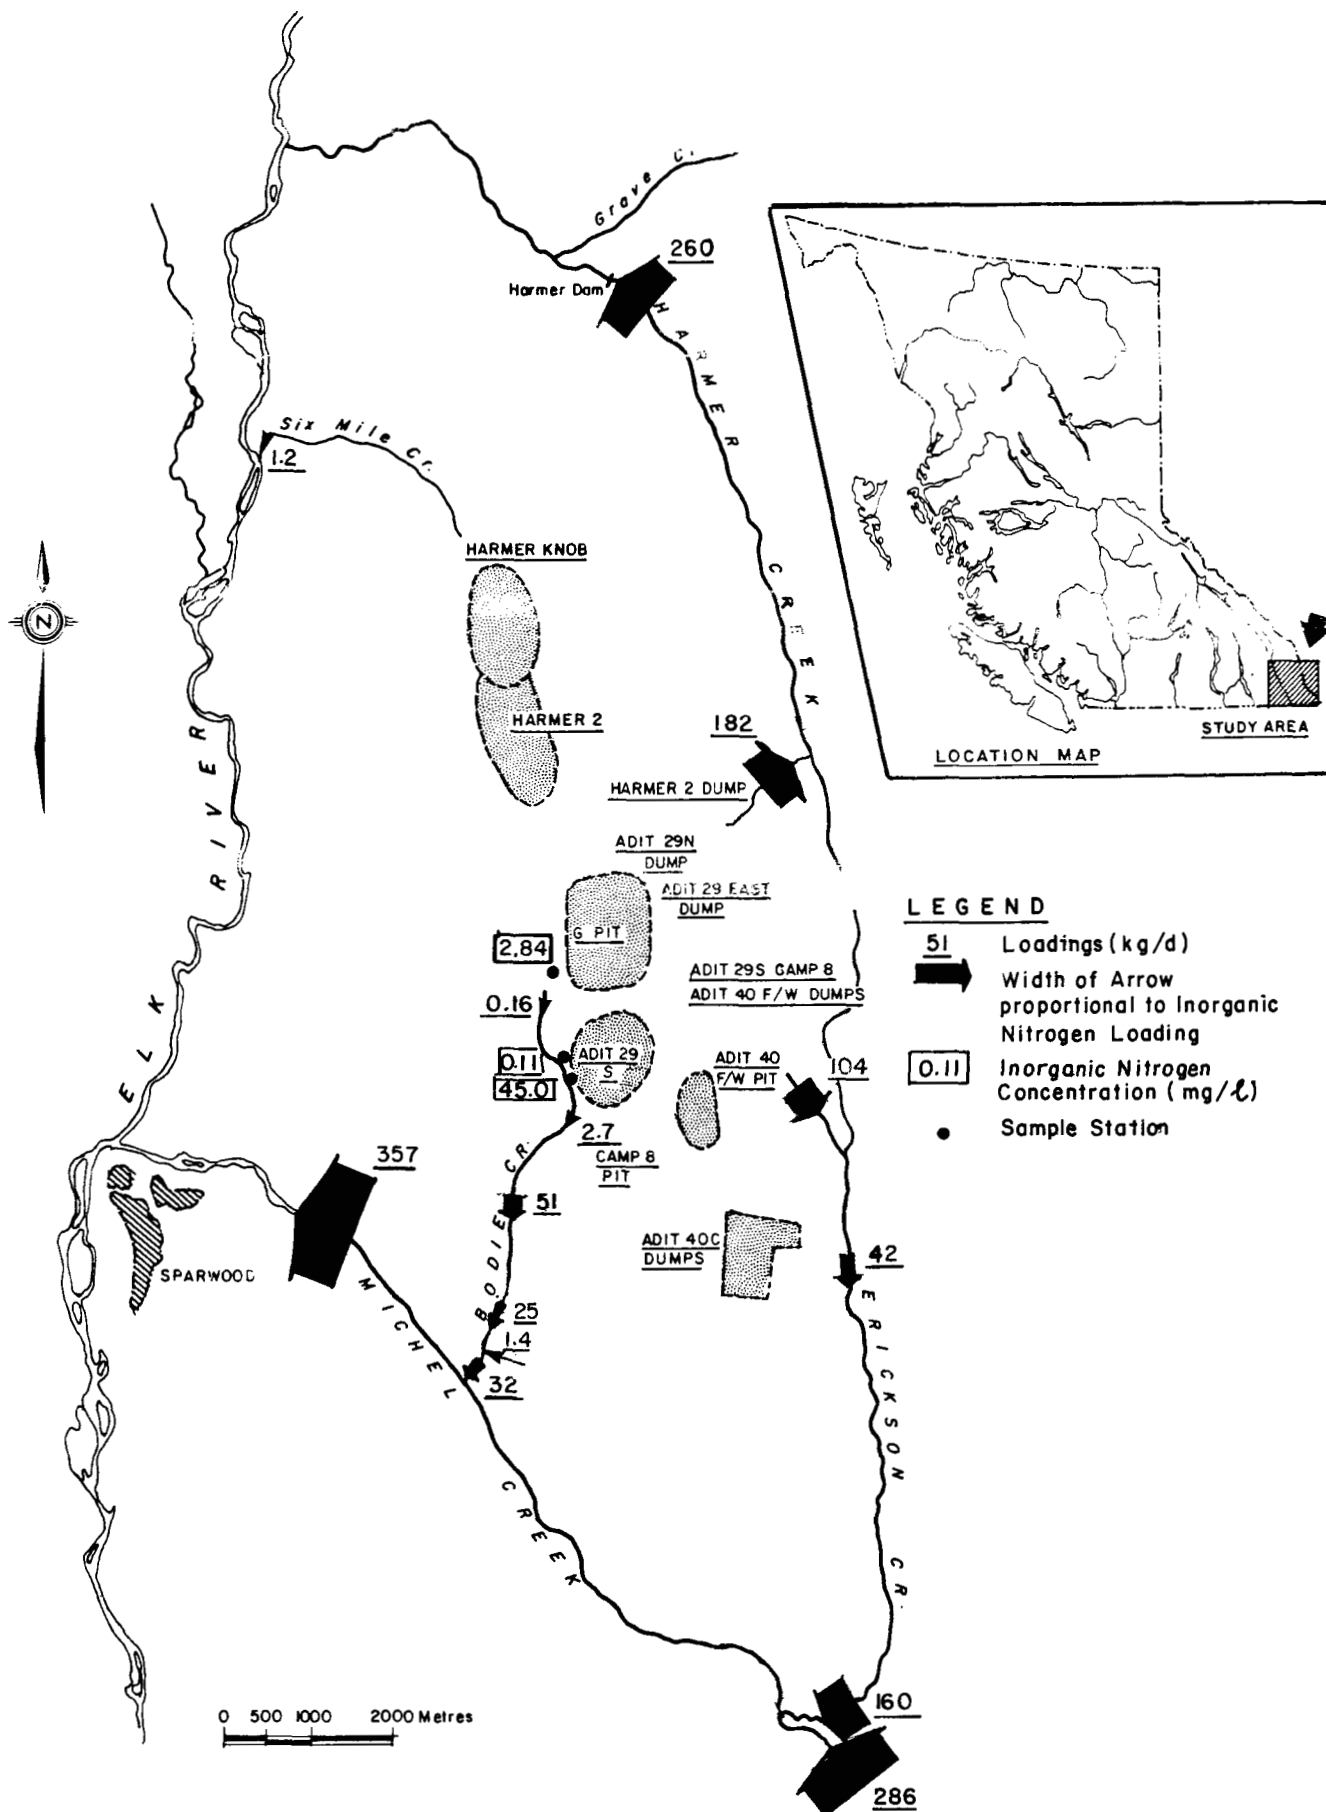 Grave C.
260
Harmer Dam
HARMER CREEK
Six Mile Cr.
1.2
HARMER KNOB
N
HARMER 2
182
HARMER 2 DUMP
LOCATION MAP
STUDY AREA
ELK RIVER
ADIT 29N
DUMP
ADIT 29 EAST
DUMP
G PIT
2.84
0.16
ADIT 29S CAMP 8
ADIT 40 F/W DUMPS
0.11
45.0
ADIT 29
S
ADIT 40
F/W PIT
104
2.7
CAMP 8
PIT
LEGEND
51 Loadings (kg/d)
Width of Arrow
proportional to Inorganic
Nitrogen Loading
0.11 Inorganic Nitrogen
Concentration (mg/ℓ)
Sample Station
357
BODIE CR.
51
ADIT 40C
DUMPS
42
SPARWOOD
25
1.4
32
MICHEL CREEK
ERICKSON CR.
160
286
0 500 1000 2000 Metres